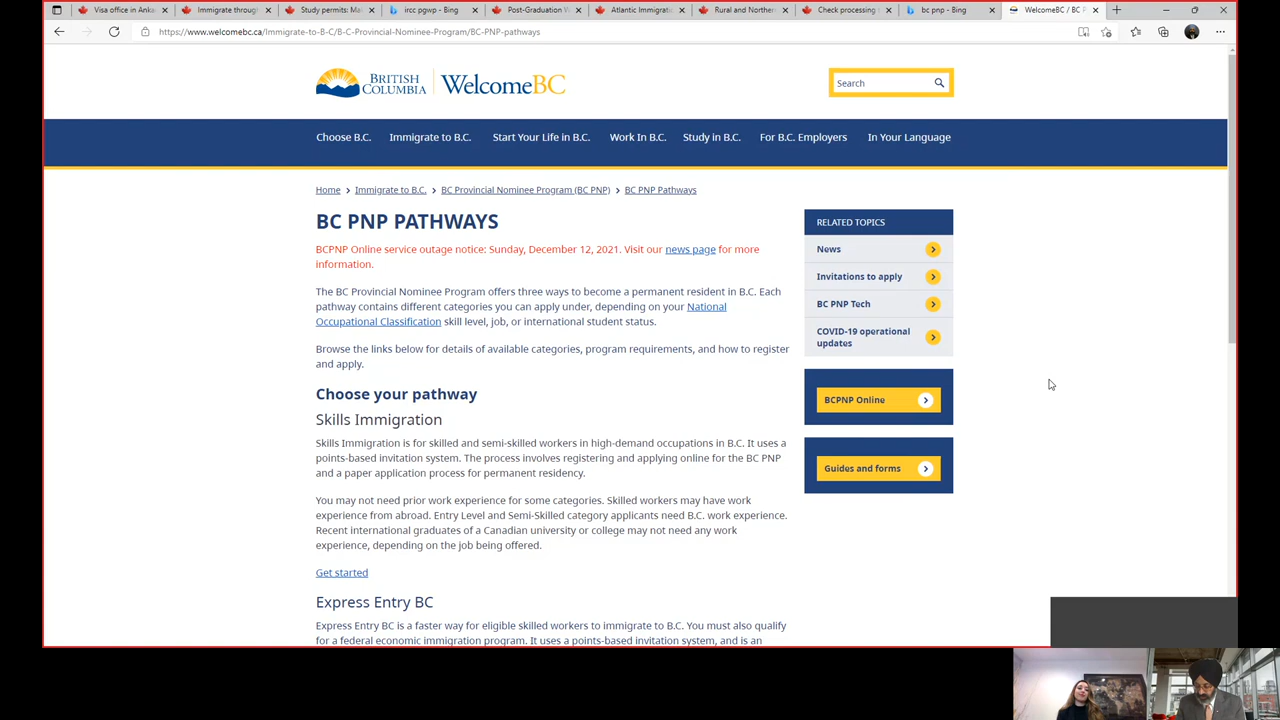 Visa office in Anka
Immigrate through
Study permits: Ma
ircc pgwp - Bing
Post-Graduation W
Atlantic Immigrati
Rural and Northern
Check processing
bc pnp - Bing
WelcomeBC / BC P
https://www.welcomebc.ca/Immigrate-to-B-C/B-C-Provincial-Nominee-Program/BC-PNP-pathways
BRITISH
COLUMBIA
WelcomeBC
Search
Choose B.C.
Immigrate to B.C.
Start Your Life in B.C.
Work In B.C.
Study in B.C.
For B.C. Employers
In Your Language
Home > Immigrate to B.C. > BC Provincial Nominee Program (BC PNP) > BC PNP Pathways
BC PNP PATHWAYS
BCPNP Online service outage notice: Sunday, December 12, 2021. Visit our news page for more
information.
The BC Provincial Nominee Program offers three ways to become a permanent resident in B.C. Each
pathway contains different categories you can apply under, depending on your National
Occupational Classification skill level, job, or international student status.
Browse the links below for details of available categories, program requirements, and how to register
and apply.
Choose your pathway
Skills Immigration
Skills Immigration is for skilled and semi-skilled workers in high-demand occupations in B.C. It uses a
points-based invitation system. The process involves registering and applying online for the BC PNP
and a paper application process for permanent residency.
You may not need prior work experience for some categories. Skilled workers may have work
experience from abroad. Entry Level and Semi-Skilled category applicants need B.C. work experience.
Recent international graduates of a Canadian university or college may not need any work
experience, depending on the job being offered.
Get started
Express Entry BC
Express Entry BC is a faster way for eligible skilled workers to immigrate to B.C. You must also qualify
for a federal economic immigration program. It uses a points-based invitation system, and is an
RELATED TOPICS
News
Invitations to apply
BC PNP Tech
COVID-19 operational
updates
BCPNP Online
Guides and forms